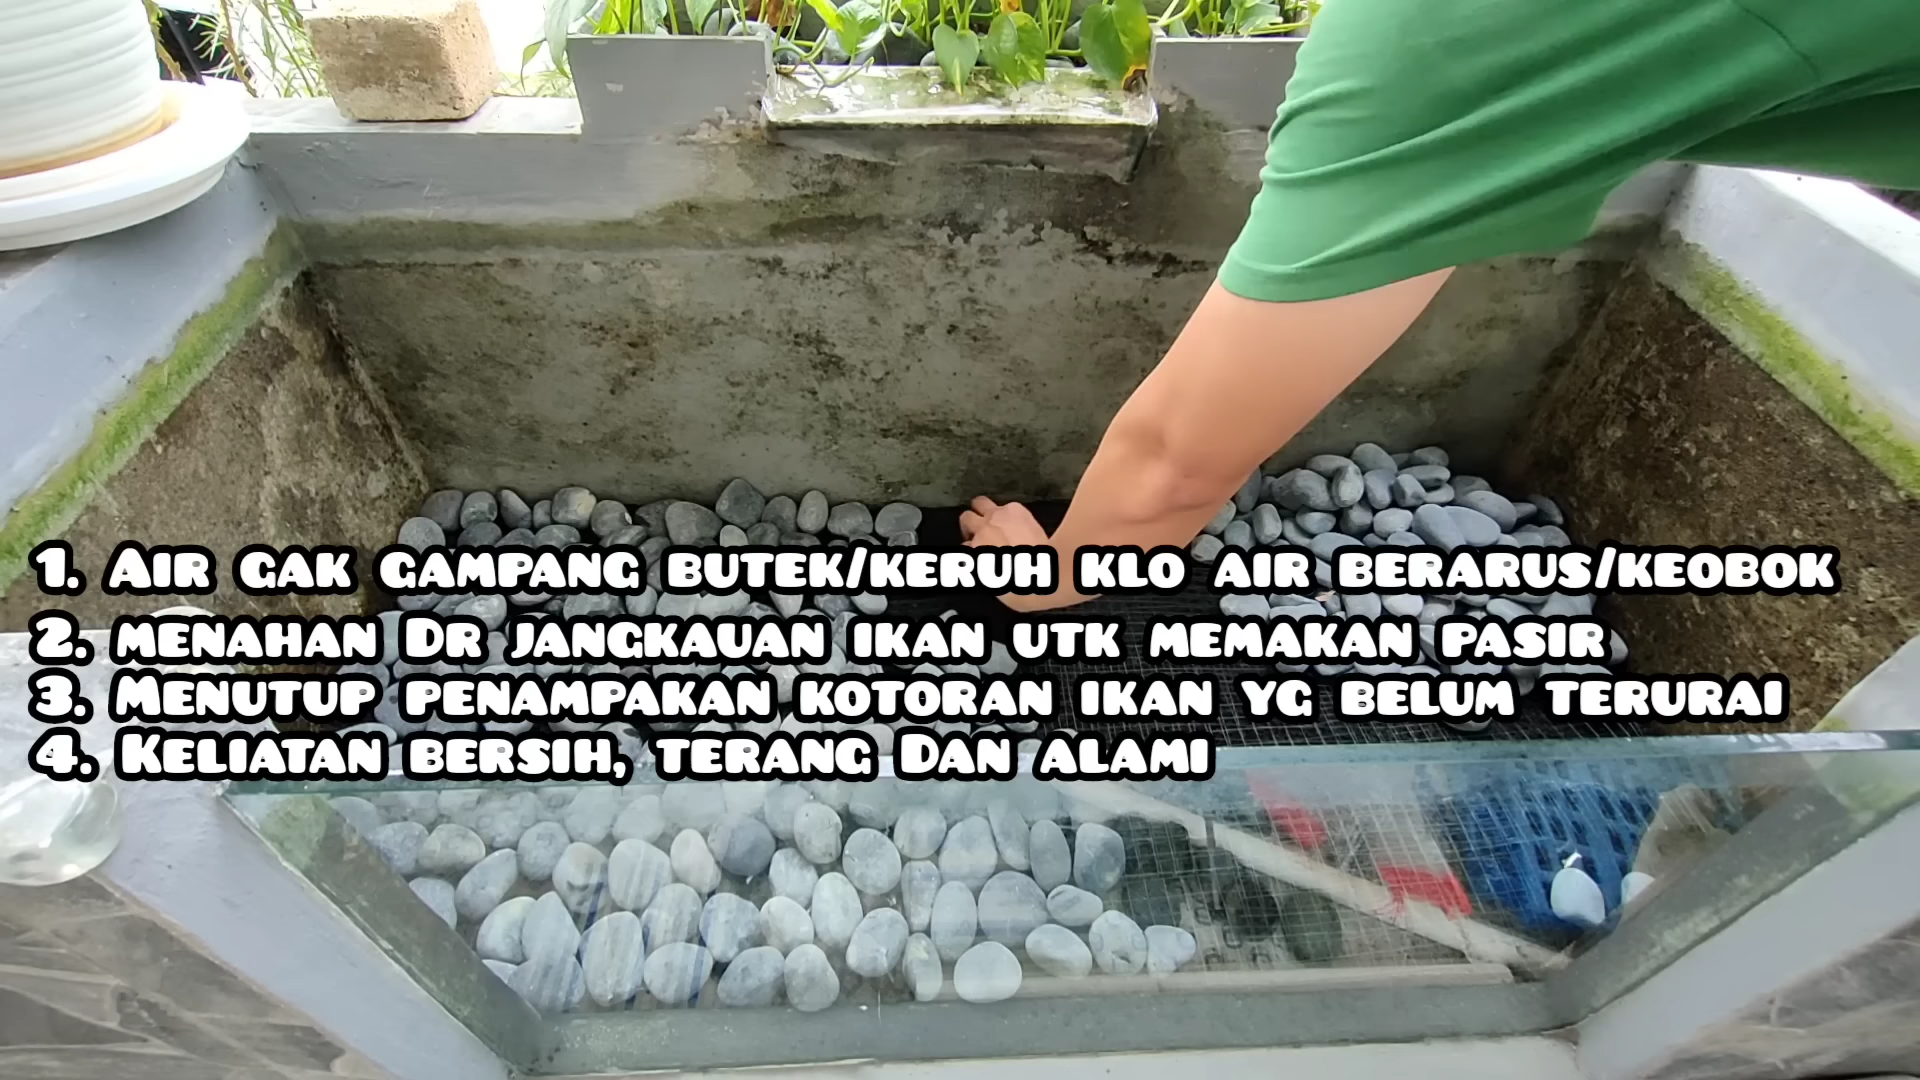 1. Air gak gampang butek/keruh klo air berarus/keobok
2. menahan Dr jangkauan ikan utk memakan pasir
3. Menutup penampakan kotoran ikan yg belum terurai
4. Keliatan bersih, terang Dan alami